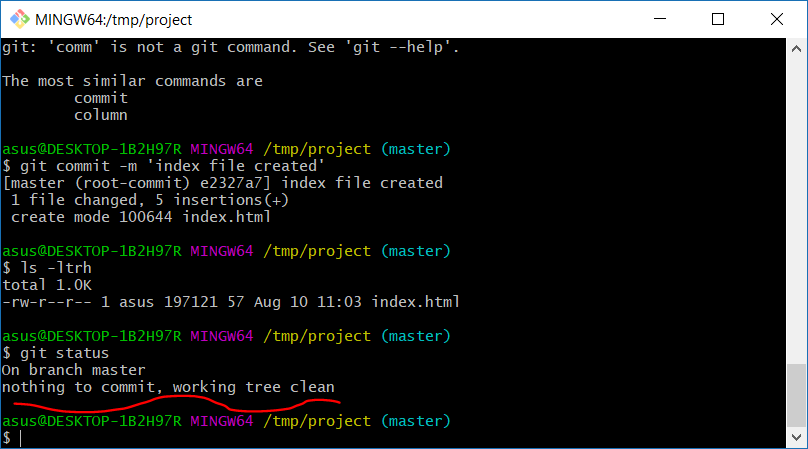 MINGW64:/tmp/project
git: 'comm' is not a git command. See 'git --help'.
The most similar commands are
commit
column
asus@DESKTOP-1B2H97R MINGW64 /tmp/project (master)
$ git commit -m 'index file created'
[master (root-commit) e2327a7] index file created
1 file changed, 5 insertions(+)
create mode 100644 index.html
asus@DESKTOP-1B2H97R MINGW64 /tmp/project (master)
$ ls -ltrh
total 1.0K
-rw-r--r-- 1 asus 197121 57 Aug 10 11:03 index.html
asus@DESKTOP-1B2H97R MINGW64 /tmp/project (master)
$ git status
On branch master
nothing to commit, working tree clean
asus@DESKTOP-1B2H97R MINGW64 /tmp/project (master)
$